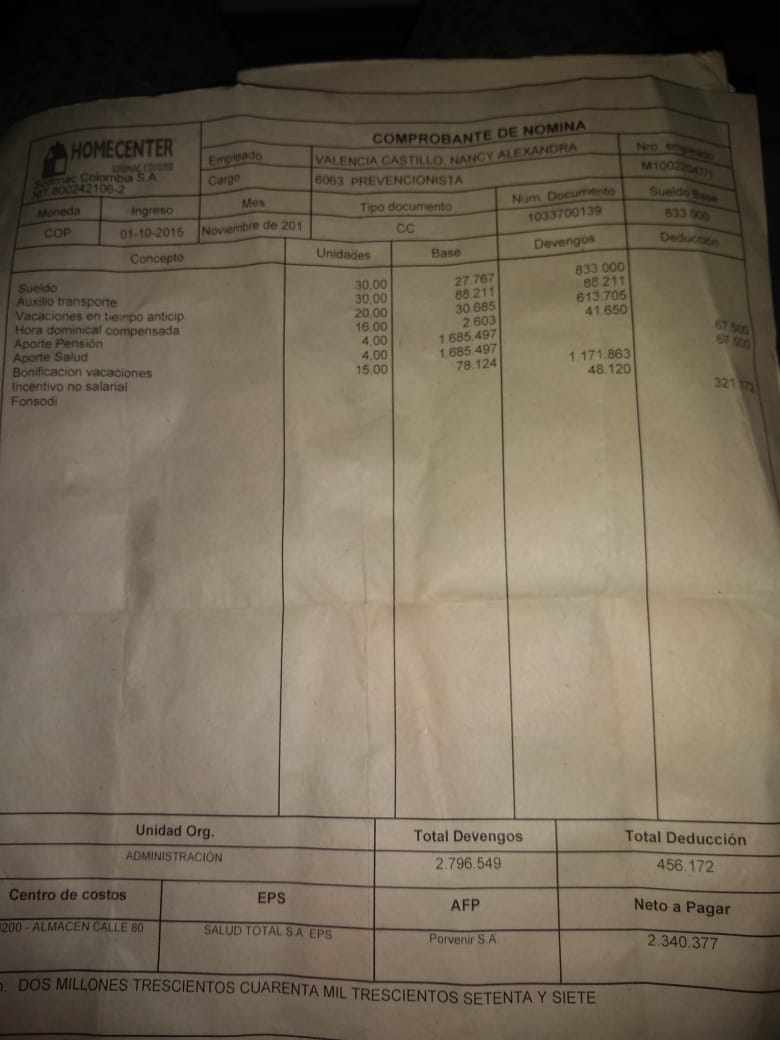 HOMECENTER
SODIMAC CORONA
Sodimac Colombia S.A
NIT 800242106-2
COMPROBANTE DE NOMINA
Empleado VALENCIA CASTILLO, NANCY ALEXANDRA Nro. empleado
Cargo 6063 PREVENCIONISTA
Moneda Ingreso Mes Tipo documento Núm. Documento Sueldo Base
COP 01-10-2015 Noviembre de 201 CC 1033700139 833.000
Concepto Unidades Base Devengos Deducción
Sueldo 30,00 27.767 833.000
Auxilio transporte 30,00 88.211 88.211
Vacaciones en tiempo anticip. 20,00 30.685 613.705
Hora dominical compensada 16,00 2.603 41.650
Aporte Pensión 4,00 1.685.497 67.500
Aporte Salud 4,00 1.685.497 67.500
Bonificacion vacaciones 15,00 78.124 1.171.863
Incentivo no salarial 48.120
Fonsodi 321.172
Unidad Org. Total Devengos Total Deducción
ADMINISTRACIÓN 2.796.549 456.172
Centro de costos EPS AFP Neto a Pagar
200 - ALMACEN CALLE 80 SALUD TOTAL S.A. EPS Porvenir S.A. 2.340.377
DOS MILLONES TRESCIENTOS CUARENTA MIL TRESCIENTOS SETENTA Y SIETE